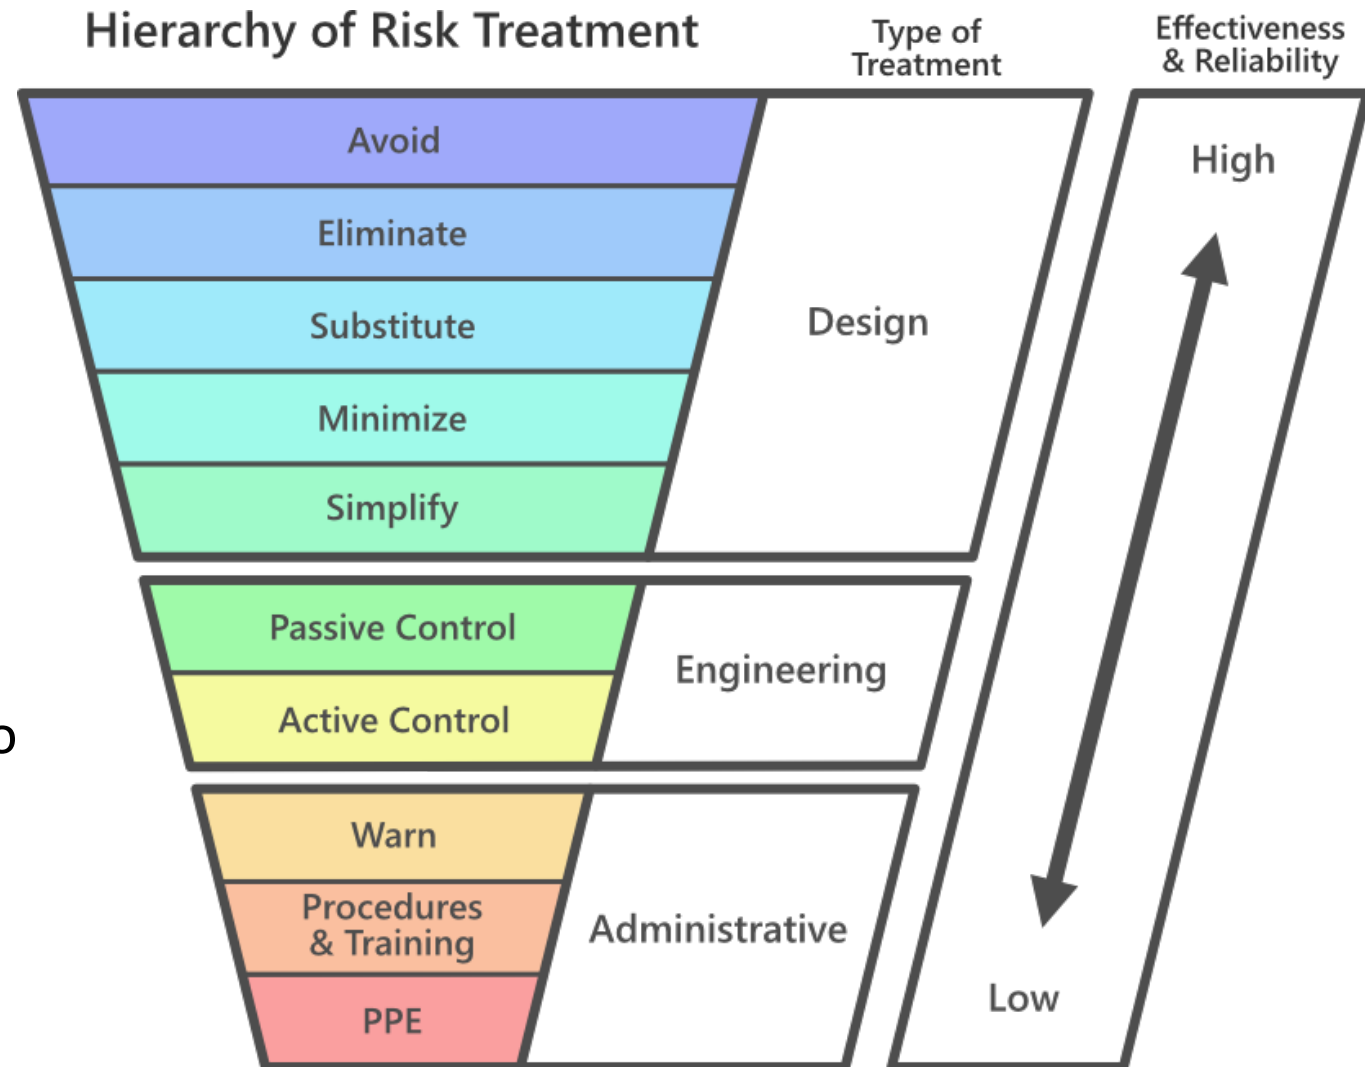 Hierarchy of Risk Treatment
Type of
Treatment
Effectiveness
& Reliability
Avoid
Eliminate
Substitute
Minimize
Simplify
Design
High
Passive Control
Active Control
Engineering
o
Warn
Procedures
& Training
PPE
Administrative
Low